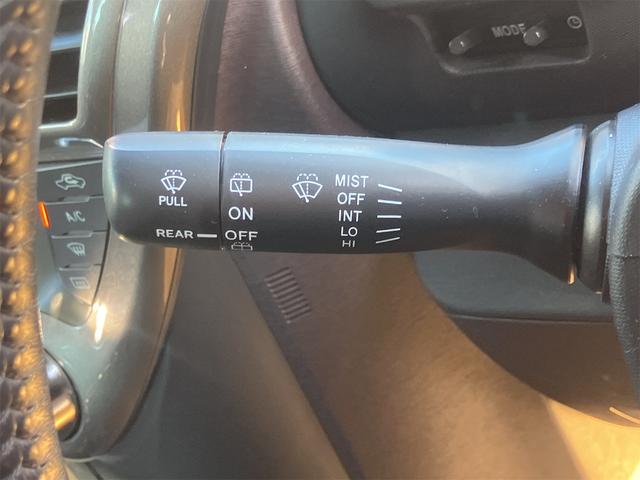 MODE
A/C
PULL
REAR
ON
OFF
MIST
OFF
INT
LO
HI